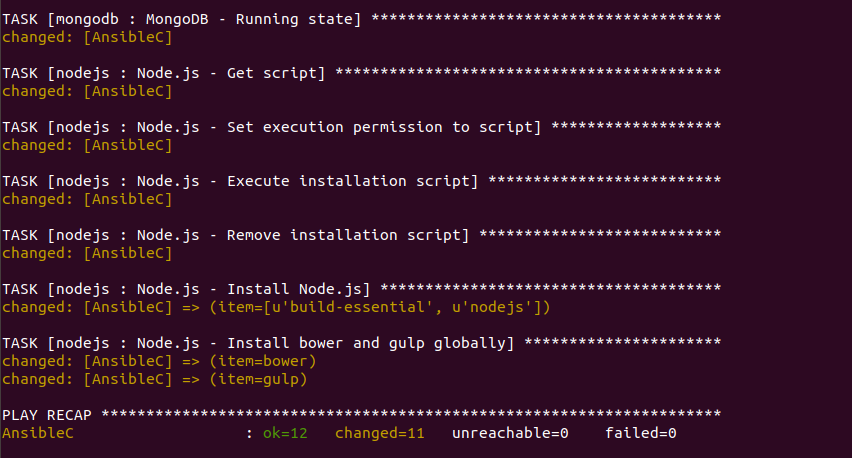 TASK [mongodb : MongoDB - Running state] ***************************************
changed: [AnsibleC]
TASK [nodejs : Node.js - Get script] *******************************************
changed: [AnsibleC]
TASK [nodejs : Node.js - Set execution permission to script] *******************
changed: [AnsibleC]
TASK [nodejs : Node.js - Execute installation script] **************************
changed: [AnsibleC]
TASK [nodejs : Node.js - Remove installation script] ***************************
changed: [AnsibleC]
TASK [nodejs : Node.js - Install Node.js] **************************************
changed: [AnsibleC] => (item=[u'build-essential', u'nodejs'])
TASK [nodejs : Node.js - Install bower and gulp globally] **********************
changed: [AnsibleC] => (item=bower)
changed: [AnsibleC] => (item=gulp)
PLAY RECAP *********************************************************************
AnsibleC                   : ok=12   changed=11   unreachable=0    failed=0